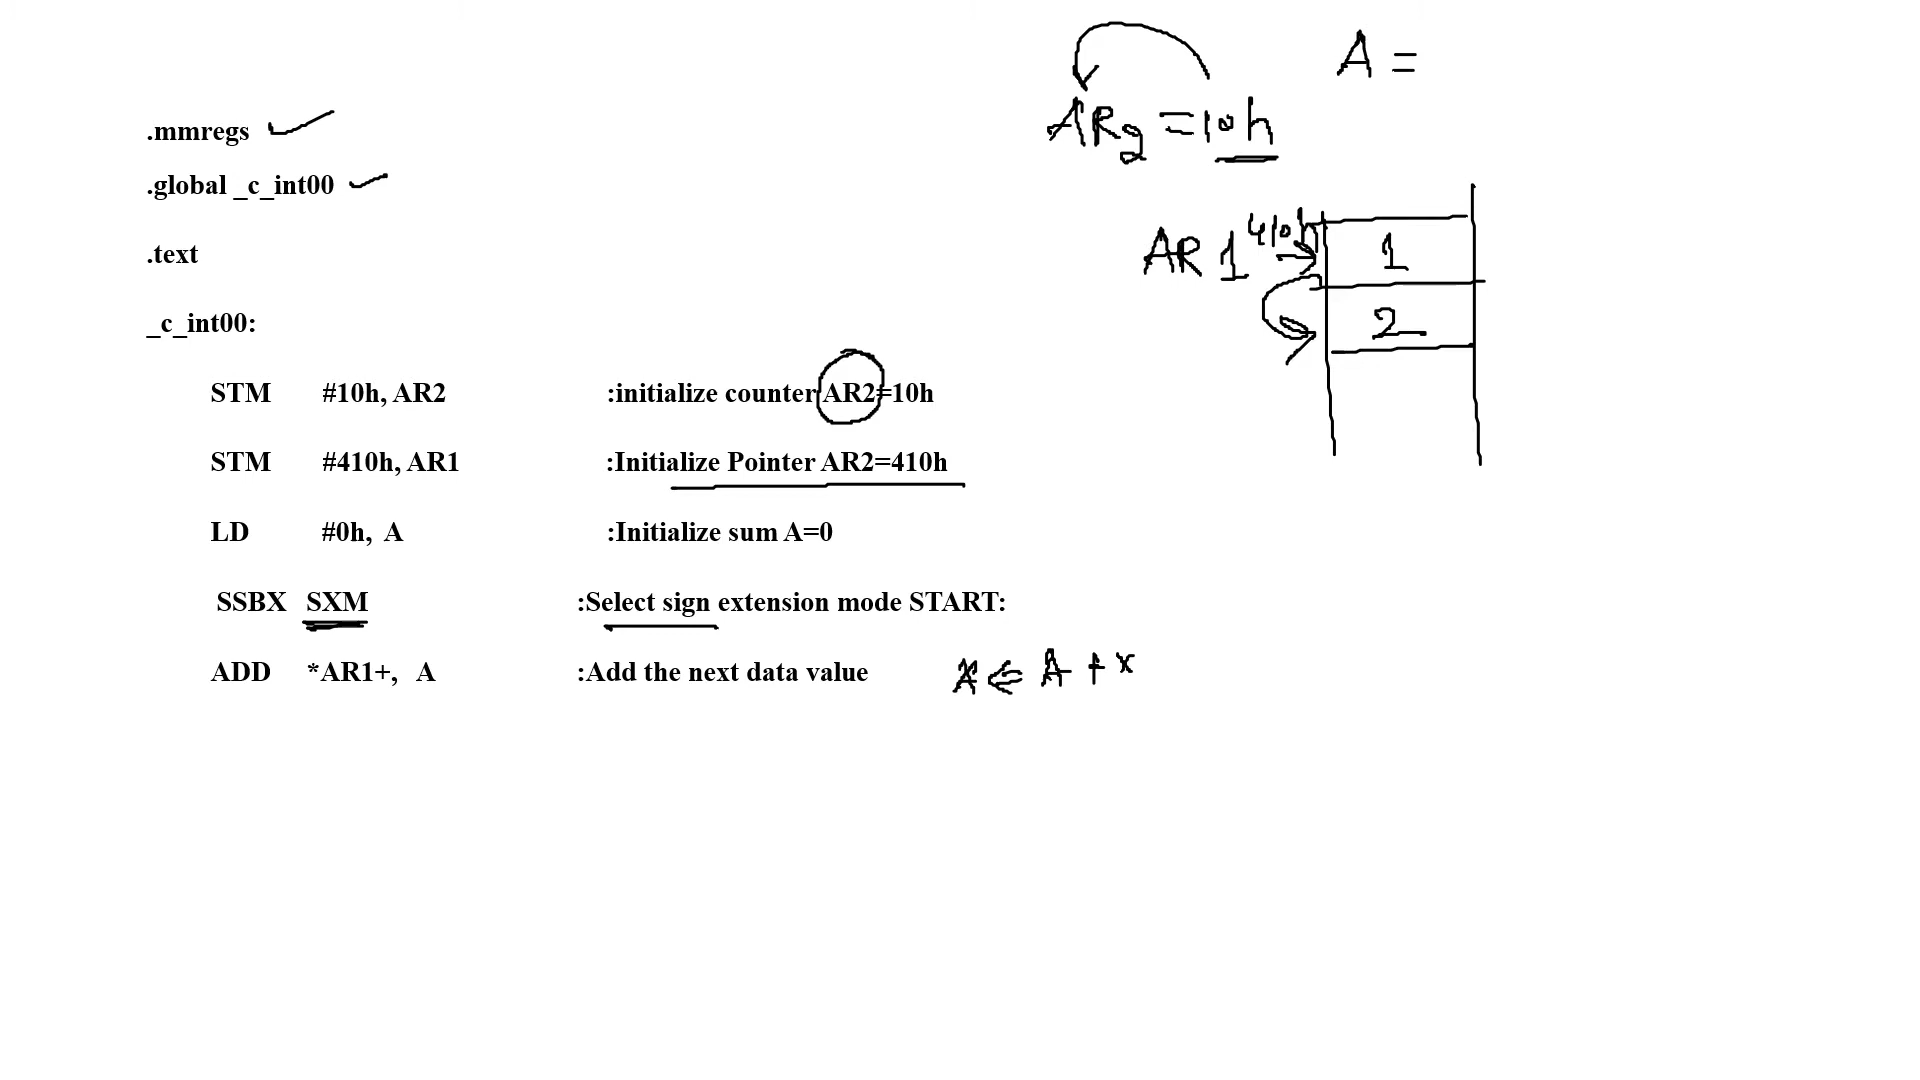 A =
AR2 = 10h
.mmregs
.global _c_int00
AR 1 410h 1
.text
2
_c_int00:
STM #10h, AR2 :initialize counter AR2=10h
STM #410h, AR1 :Initialize Pointer AR2=410h
LD #0h, A :Initialize sum A=0
SSBX SXM :Select sign extension mode START:
ADD *AR1+, A :Add the next data value A + x